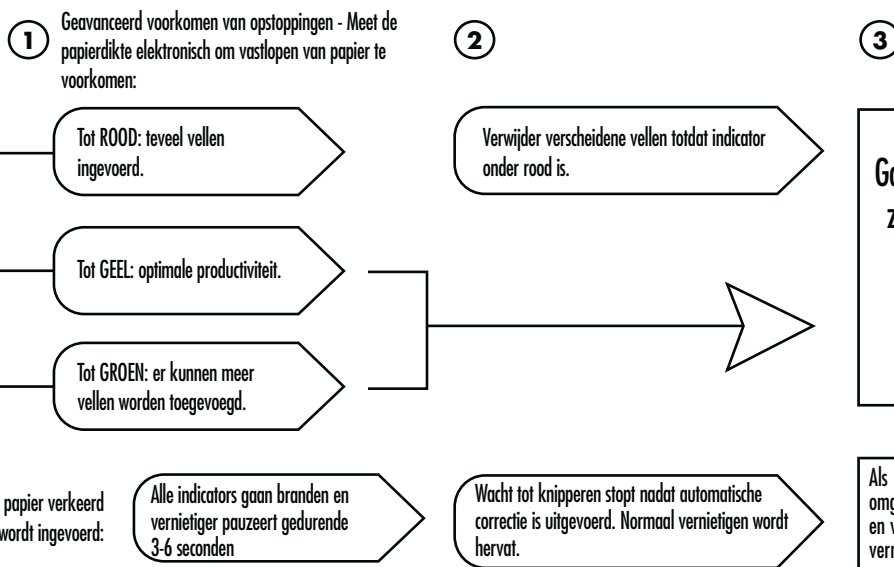 1
Geavanceerd voorkomen van opstoppingen - Meet de
papierdikte elektronisch om vastlopen van papier te
voorkomen:
2
3
Tot ROOD: teveel vellen
ingevoerd.
Verwijder verscheidene vellen totdat indicator
onder rood is.
Tot GEEL: optimale productiviteit.
Tot GROEN: er kunnen meer
vellen worden toegevoegd.
papier verkeerd
wordt ingevoerd:
Alle indicators gaan branden en
vernietiger pauzeert gedurende
3-6 seconden
Wacht tot knipperen stopt nadat automatische
correctie is uitgevoerd. Normaal vernietigen wordt
hervat.
Als
en